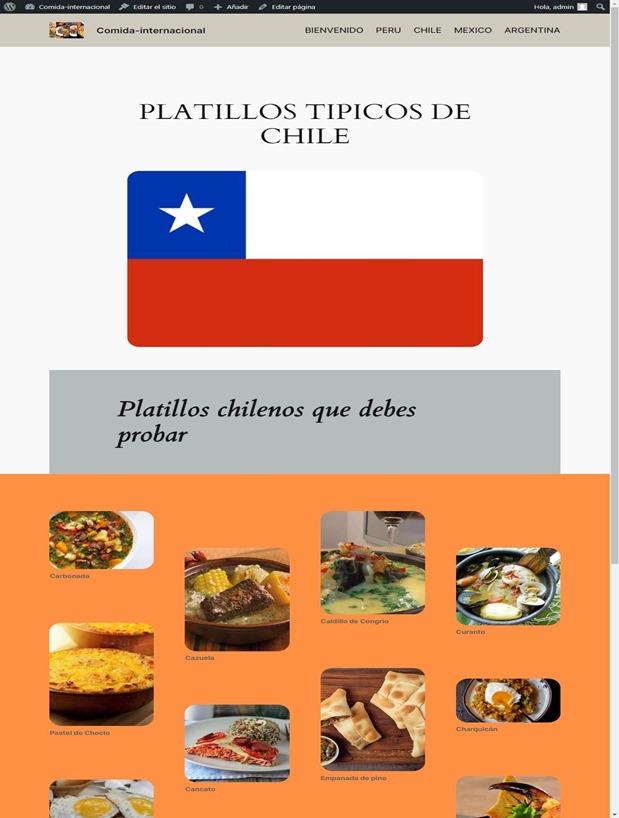 Comida-internacional
Editar el sitio
0
Añadir
Editar página
Hola, admin
Comida-internacional
BIENVENIDO
PERU
CHILE
MEXICO
ARGENTINA
PLATILLOS TIPICOS DE
CHILE
Platillos chilenos que debes
probar
Carbonada
Cazuela
Caldillo de Congrio
Curanto
Pastel de Choclo
Cancato
Empanada de pino
Charquicán